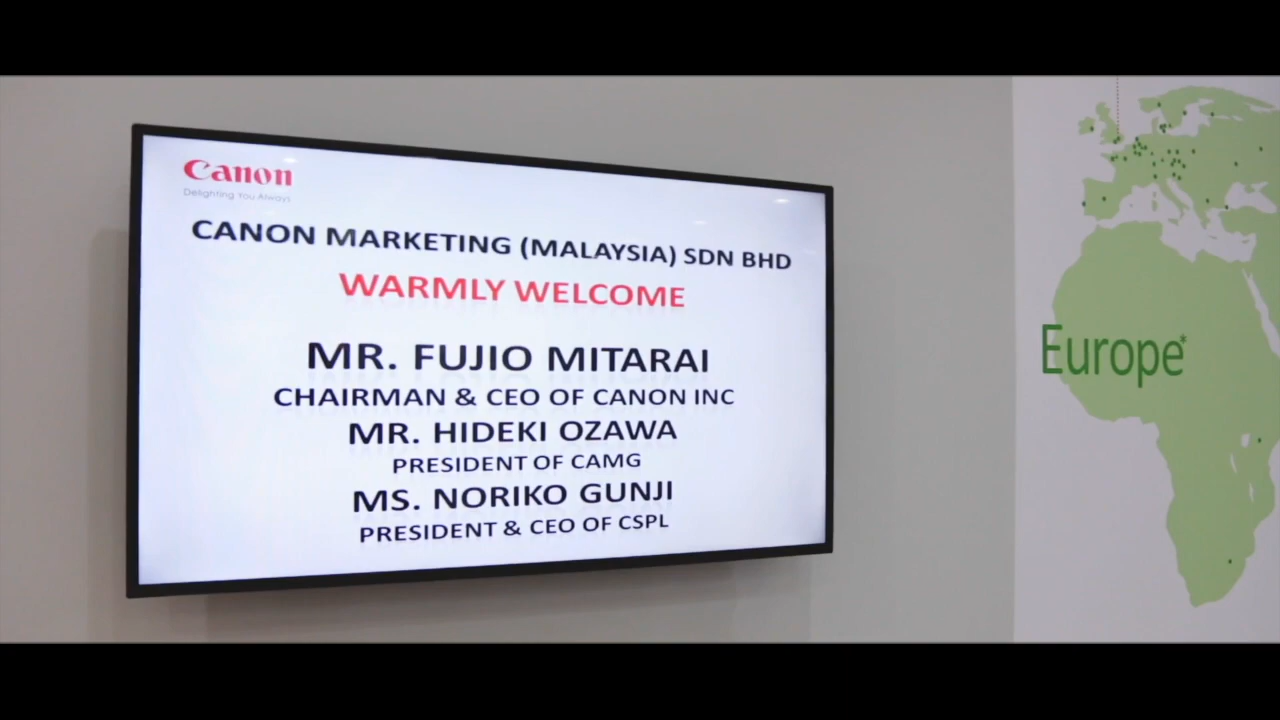 Canon
Delighting You Always
CANON MARKETING (MALAYSIA) SDN BHD
WARMLY WELCOME
MR. FUJIO MITARAI
CHAIRMAN & CEO OF CANON INC
MR. HIDEKI OZAWA
PRESIDENT OF CAMG
MS. NORIKO GUNJI
PRESIDENT & CEO OF CSPL
Europe*